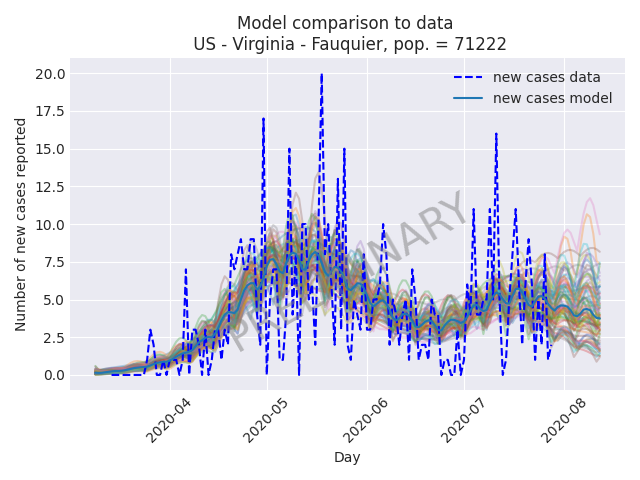 Model comparison to data
US - Virginia - Fauquier, pop. = 71222
20.0
17.5
15.0
12.5
10.0
7.5
5.0
2.5
0.0
Number of new cases reported
new cases data
new cases model
PRELIMINARY
2020-04
2020-05
2020-06
2020-07
2020-08
Day